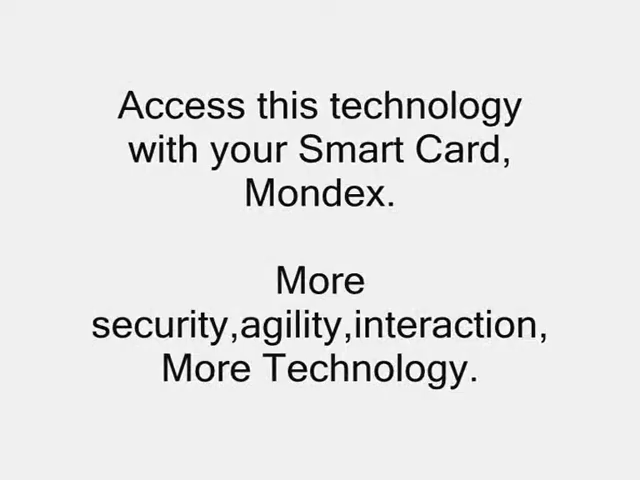 Access this technology
with your Smart Card,
Mondex.
More
security,agility,interaction,
More Technology.